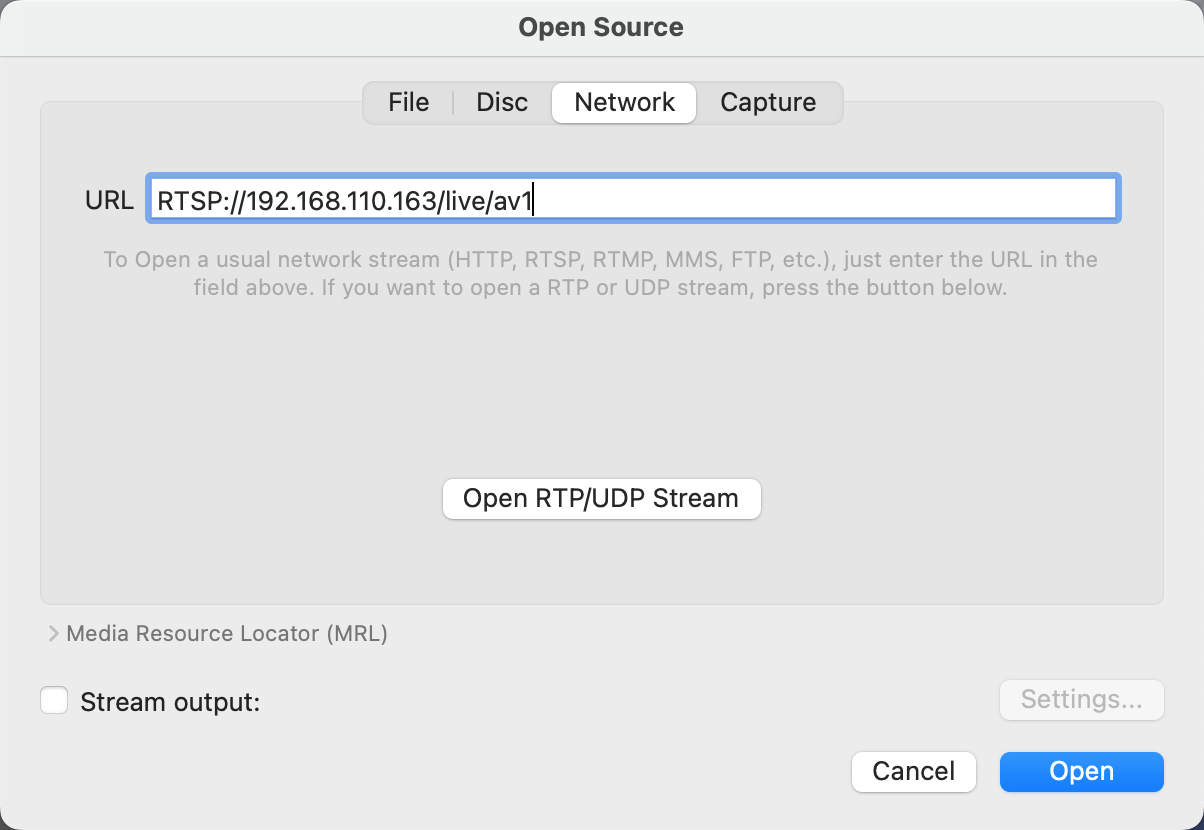 Open Source
File
Disc
Network
Capture
URL
RTSP://192.168.110.163/live/av1
To Open a usual network stream (HTTP, RTSP, RTMP, MMS, FTP, etc.), just enter the URL in the
field above. If you want to open a RTP or UDP stream, press the button below.
Open RTP/UDP Stream
Media Resource Locator (MRL)
Stream output:
Settings...
Cancel
Open